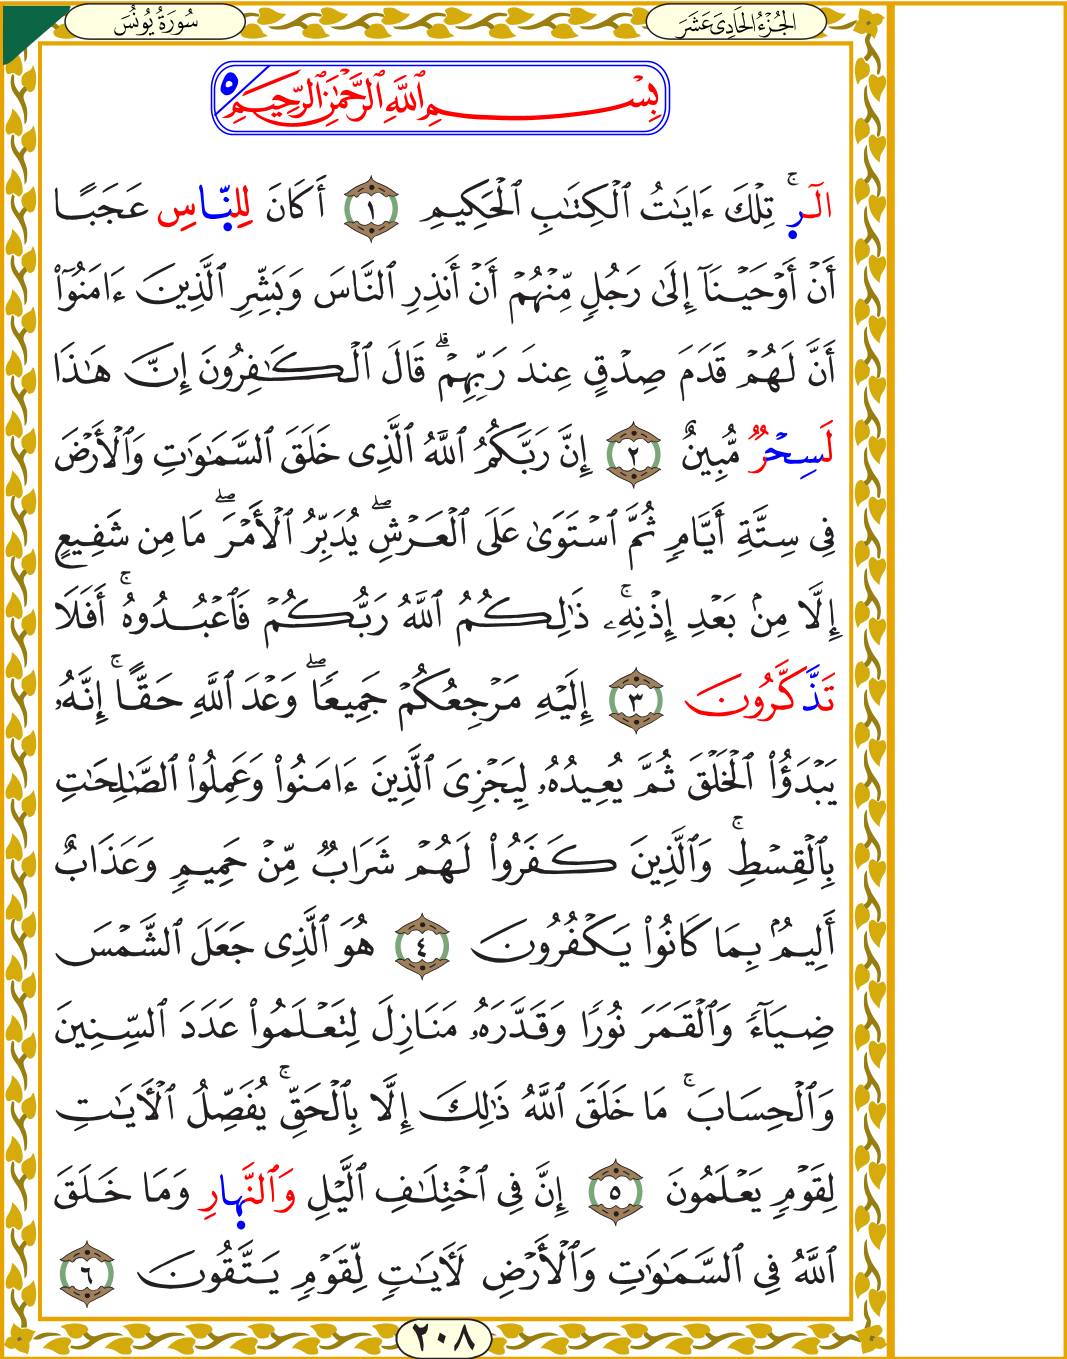 سُورَةُ يُونُسَ
الجُزْءُ الحَادِىَ عَشَرَ
بِسْمِ ٱللَّهِ ٱلرَّحْمَٰنِ ٱلرَّحِيمِ ٥
الٓرۚ تِلْكَ ءَايَٰتُ ٱلْكِتَٰبِ ٱلْحَكِيمِ ١ أَكَانَ لِلنَّاسِ عَجَبًا
أَنْ أَوْحَيْنَآ إِلَىٰ رَجُلٍ مِّنْهُمْ أَنْ أَنذِرِ ٱلنَّاسَ وَبَشِّرِ ٱلَّذِينَ ءَامَنُوٓا۟
أَنَّ لَهُمْ قَدَمَ صِدْقٍ عِندَ رَبِّهِمْۗ قَالَ ٱلْكَٰفِرُونَ إِنَّ هَٰذَا
لَسِحْرٌ مُّبِينٌ ٢ إِنَّ رَبَّكُمُ ٱللَّهُ ٱلَّذِى خَلَقَ ٱلسَّمَٰوَٰتِ وَٱلْأَرْضَ
فِى سِتَّةِ أَيَّامٍ ثُمَّ ٱسْتَوَىٰ عَلَى ٱلْعَرْشِۖ يُدَبِّرُ ٱلْأَمْرَۖ مَا مِن شَفِيعٍ
إِلَّا مِنۢ بَعْدِ إِذْنِهِۦۚ ذَٰلِكُمُ ٱللَّهُ رَبُّكُمْ فَٱعْبُدُوهُۚ أَفَلَا
تَذَّكَّرُونَ ٣ إِلَيْهِ مَرْجِعُكُمْ جَمِيعًاۖ وَعْدَ ٱللَّهِ حَقًّاۚ إِنَّهُۥ
يَبْدَؤُا۟ ٱلْخَلْقَ ثُمَّ يُعِيدُهُۥ لِيَجْزِىَ ٱلَّذِينَ ءَامَنُوا۟ وَعَمِلُوا۟ ٱلصَّٰلِحَٰتِ
بِٱلْقِسْطِۚ وَٱلَّذِينَ كَفَرُوا۟ لَهُمْ شَرَابٌ مِّنْ حَمِيمٍ وَعَذَابٌ
أَلِيمٌۢ بِمَا كَانُوا۟ يَكْفُرُونَ ٤ هُوَ ٱلَّذِى جَعَلَ ٱلشَّمْسَ
ضِيَآءً وَٱلْقَمَرَ نُورًا وَقَدَّرَهُۥ مَنَازِلَ لِتَعْلَمُوا۟ عَدَدَ ٱلسِّنِينَ
وَٱلْحِسَابَۚ مَا خَلَقَ ٱللَّهُ ذَٰلِكَ إِلَّا بِٱلْحَقِّۚ يُفَصِّلُ ٱلْءَايَٰتِ
لِقَوْمٍ يَعْلَمُونَ ٥ إِنَّ فِى ٱخْتِلَٰفِ ٱلَّيْلِ وَٱلنَّهَارِ وَمَا خَلَقَ
ٱللَّهُ فِى ٱلسَّمَٰوَٰتِ وَٱلْأَرْضِ لَءَايَٰتٍ لِّقَوْمٍ يَتَّقُونَ ٦
٢٠٨